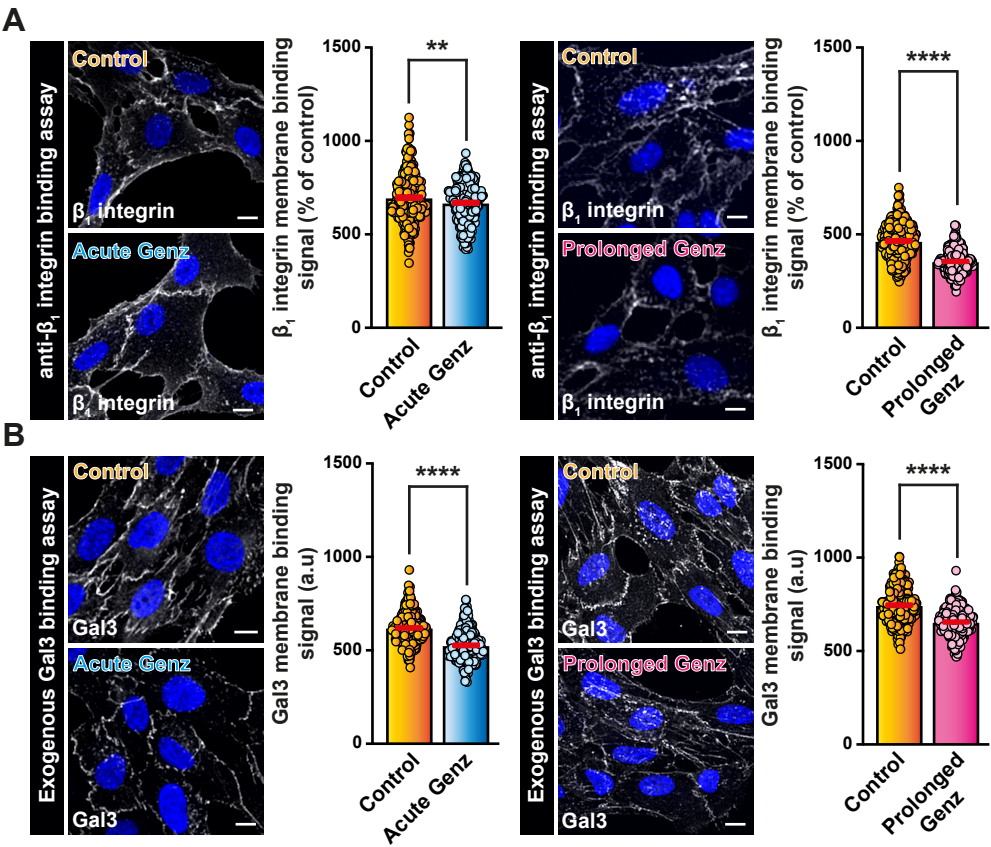 A
anti-β1 integrin binding assay
Control
β1 integrin
Acute Genz
β1 integrin
β1 integrin membrane binding
signal (% of control)
1500
1000
500
0
**
Control
Acute Genz
anti-β1 integrin binding assay
Control
β1 integrin
Prolonged Genz
β1 integrin
β1 integrin membrane binding
signal (% of control)
1500
1000
500
0
****
Control
Prolonged
Genz
B
Exogenous Gal3 binding assay
Control
Gal3
Acute Genz
Gal3
Gal3 membrane binding
signal (a.u)
1500
1000
500
0
****
Control
Acute Genz
Exogenous Gal3 binding assay
Control
Gal3
Prolonged Genz
Gal3
Gal3 membrane binding
signal (a.u)
1500
1000
500
0
****
Control
Prolonged
Genz